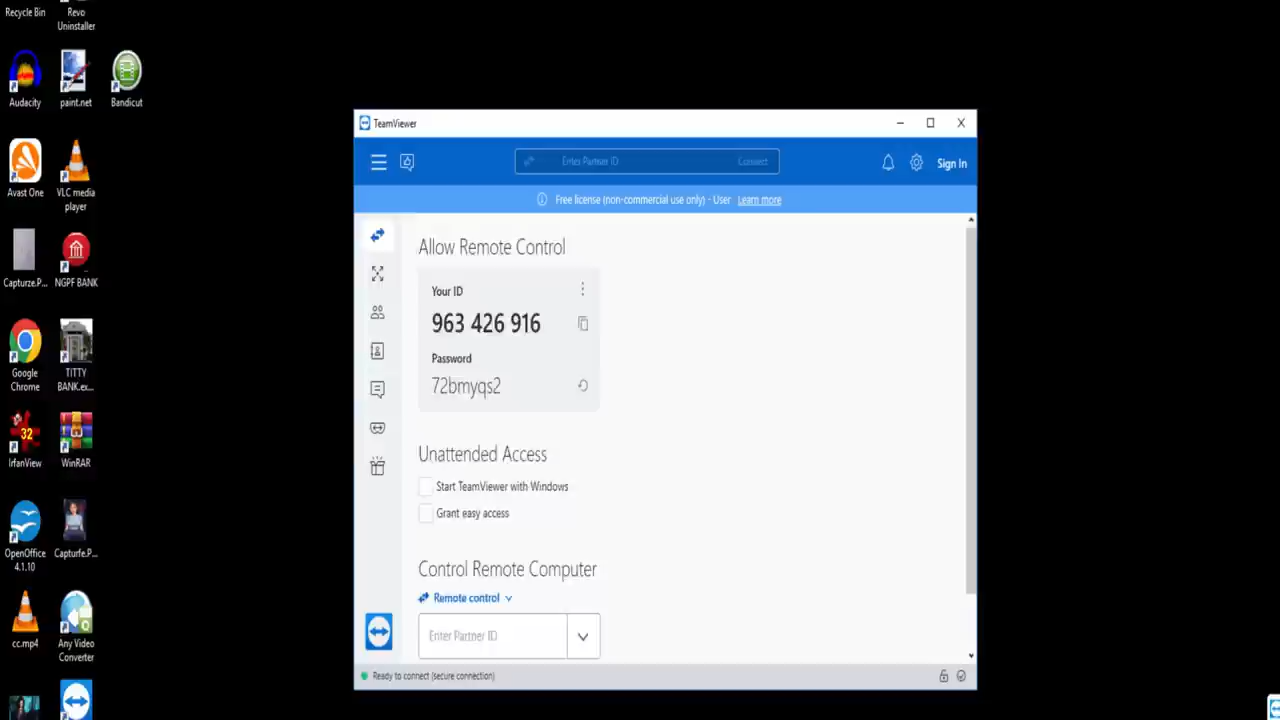 Recycle Bin
Revo
Uninstaller
Audacity
paint.net
Bandicut
Avast One
VLC media
player
Capturze.P...
NGPF BANK
Google
Chrome
TITTY
BANK.ex...
32
IrfanView
WinRAR
OpenOffice
4.1.10
Capturfe.P...
cc.mp4
Any Video
Converter
TeamViewer
Enter Partner ID
Connect
Sign In
Free license (non-commercial use only) - User Learn more
Allow Remote Control
Your ID
963 426 916
Password
72bmyqs2
Unattended Access
Start TeamViewer with Windows
Grant easy access
Control Remote Computer
Remote control
Enter Partner ID
Ready to connect (secure connection)